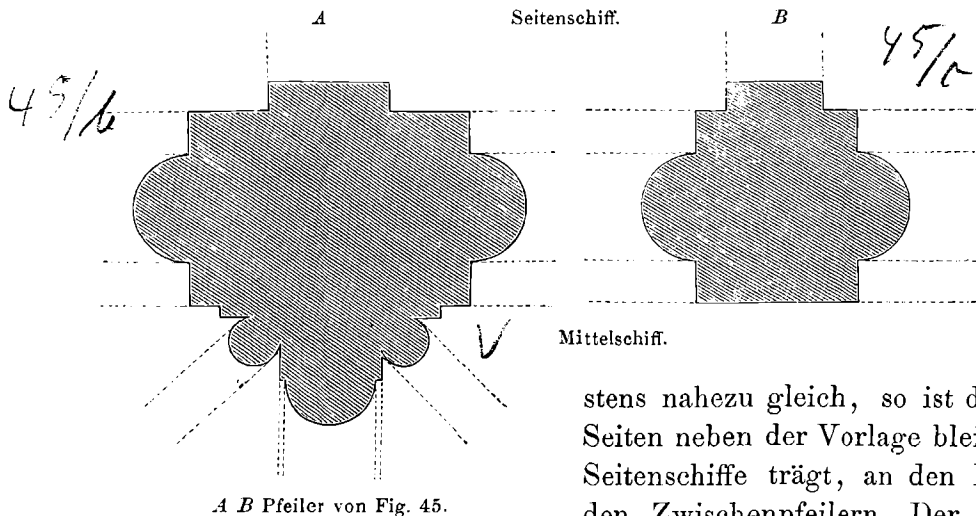 A Seitenschiff. B
45/b 45/c
Mittelschiff.
A B Pfeiler von Fig. 45.
stens nahezu gleich, so ist d
Seiten neben der Vorlage blei
Seitenschiffe trägt, an den
den Zwischenpfeilern. Der